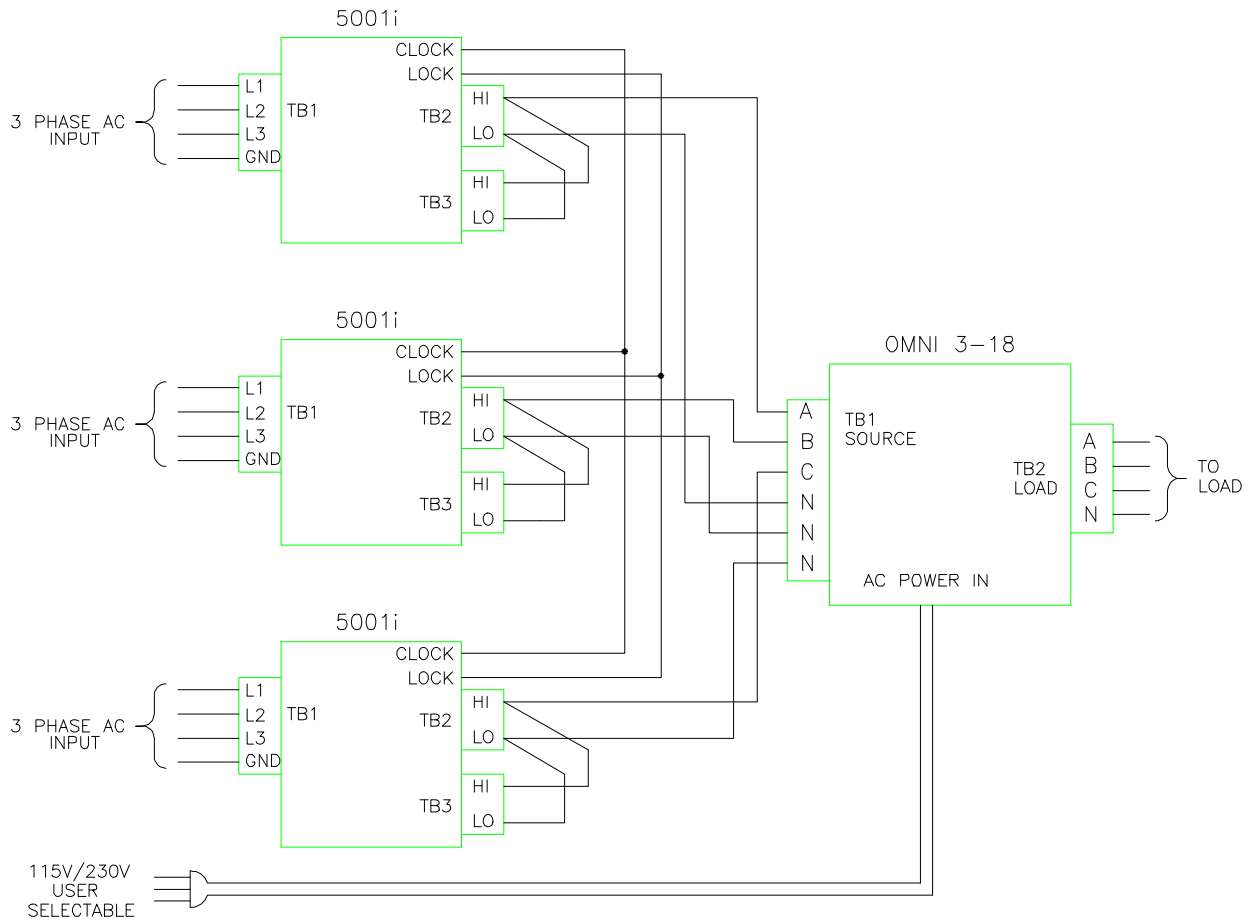 5001i
CLOCK
LOCK
3 PHASE AC
INPUT
L1
L2
L3
GND
TB1
TB2
HI
LO
TB3
HI
LO
5001i
CLOCK
LOCK
3 PHASE AC
INPUT
L1
L2
L3
GND
TB1
TB2
HI
LO
TB3
HI
LO
OMNI 3-18
A
B
C
N
N
N
TB1
SOURCE
TB2
LOAD
A
B
C
N
TO
LOAD
AC POWER IN
5001i
CLOCK
LOCK
3 PHASE AC
INPUT
L1
L2
L3
GND
TB1
TB2
HI
LO
TB3
HI
LO
115V/230V
USER
SELECTABLE